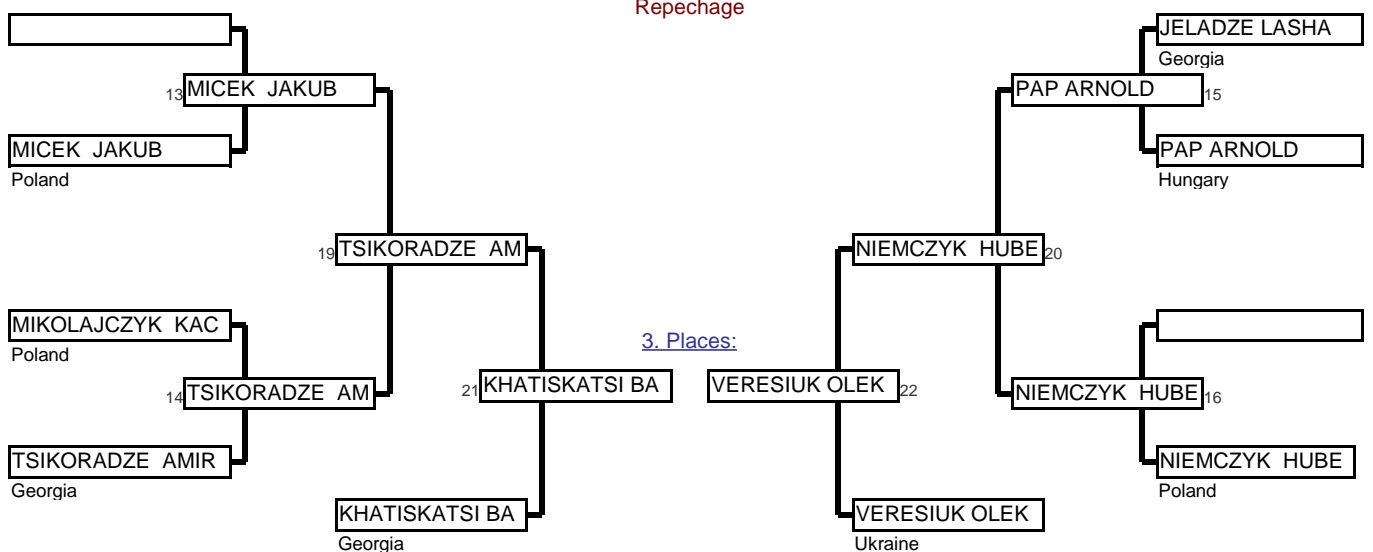 Repechage
JELADZE LASHA
Georgia
13 MICEK JAKUB
PAP ARNOLD 15
MICEK JAKUB
Poland
PAP ARNOLD
Hungary
19 TSIKORADZE AM
NIEMCZYK HUBE 20
MIKOLAJCZYK KAC
Poland
3. Places:
14 TSIKORADZE AM
21 KHATISKATSI BA
VERESIUK OLEK 22
NIEMCZYK HUBE 16
TSIKORADZE AMIR
Georgia
NIEMCZYK HUBE
Poland
KHATISKATSI BA
Georgia
VERESIUK OLEK
Ukraine